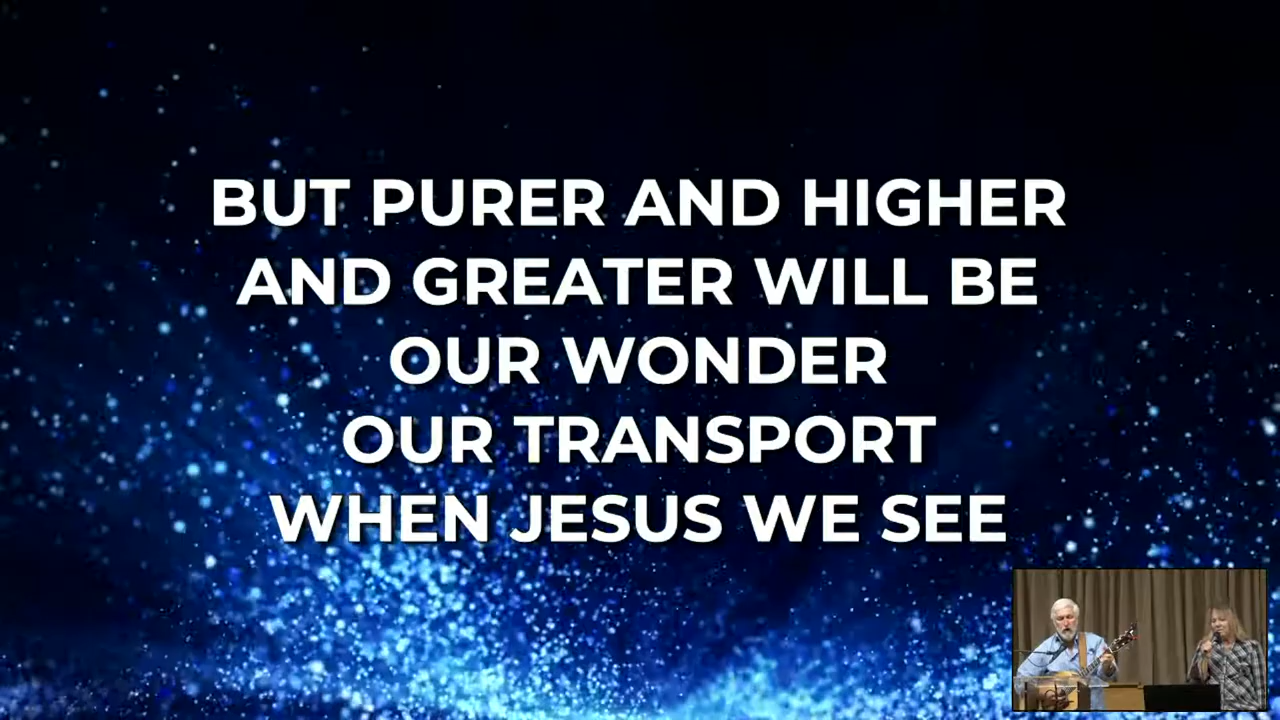 BUT PURER AND HIGHER
AND GREATER WILL BE
OUR WONDER
OUR TRANSPORT
WHEN JESUS WE SEE